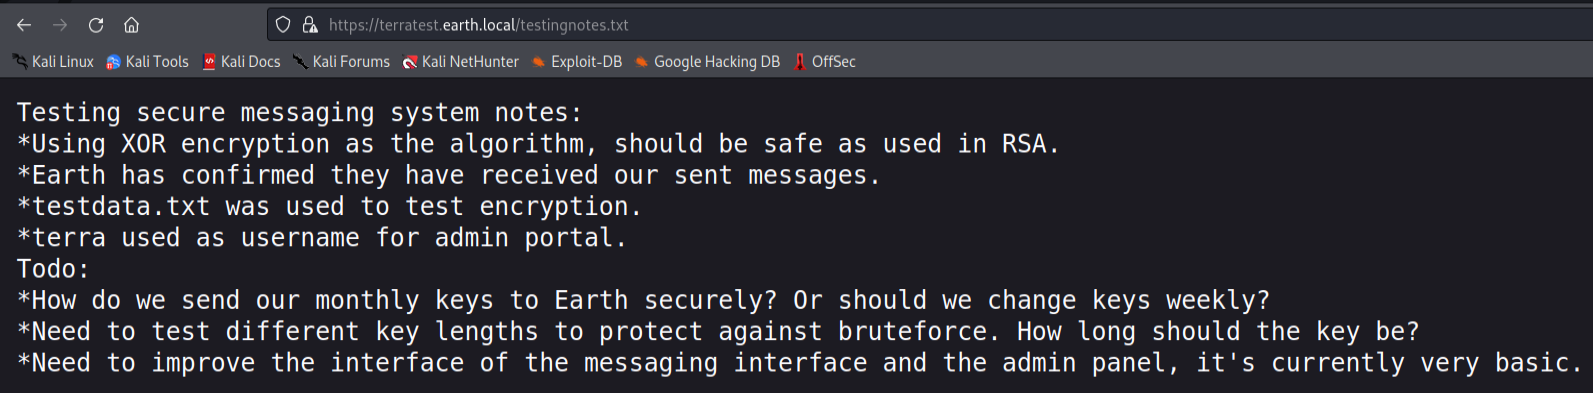 https://terratest.earth.local/testingnotes.txt
Kali Linux Kali Tools Kali Docs Kali Forums Kali NetHunter Exploit-DB Google Hacking DB OffSec
Testing secure messaging system notes:
*Using XOR encryption as the algorithm, should be safe as used in RSA.
*Earth has confirmed they have received our sent messages.
*testdata.txt was used to test encryption.
*terra used as username for admin portal.
Todo:
*How do we send our monthly keys to Earth securely? Or should we change keys weekly?
*Need to test different key lengths to protect against bruteforce. How long should the key be?
*Need to improve the interface of the messaging interface and the admin panel, it's currently very basic.